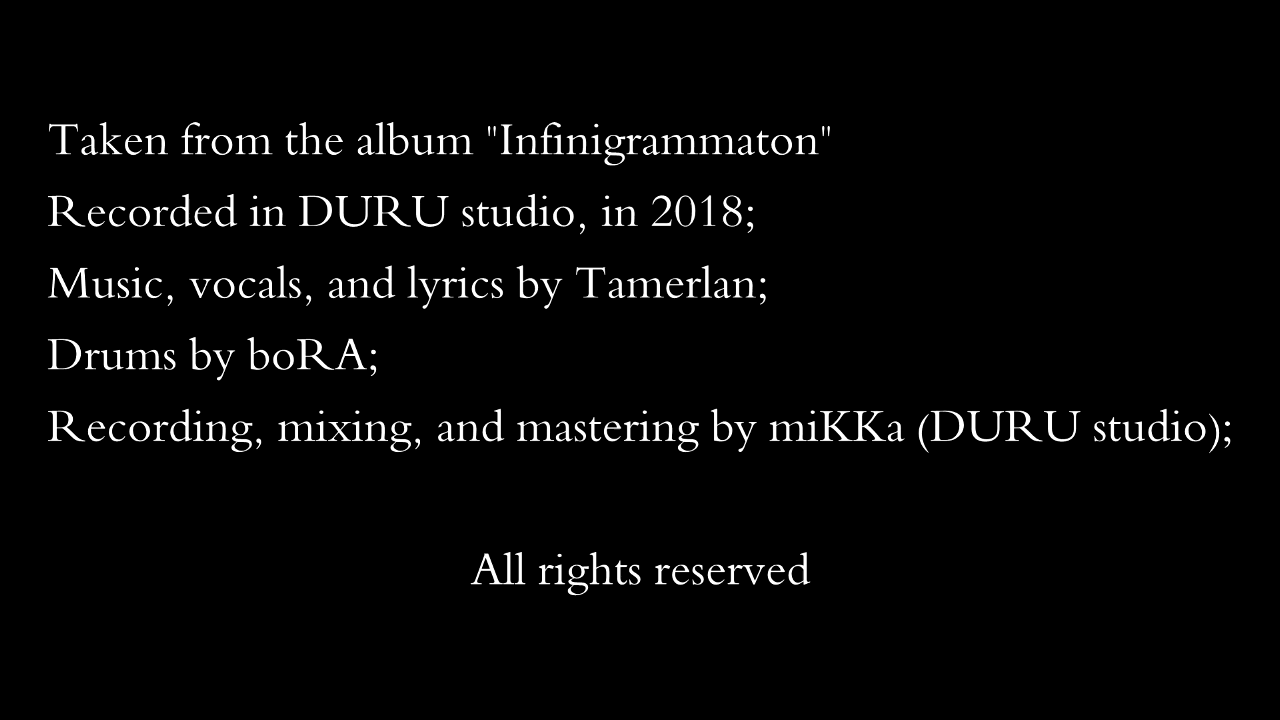 Taken from the album "Infinigrammaton"
Recorded in DURU studio, in 2018;
Music, vocals, and lyrics by Tamerlan;
Drums by boRA;
Recording, mixing, and mastering by miKKa (DURU studio);
All rights reserved